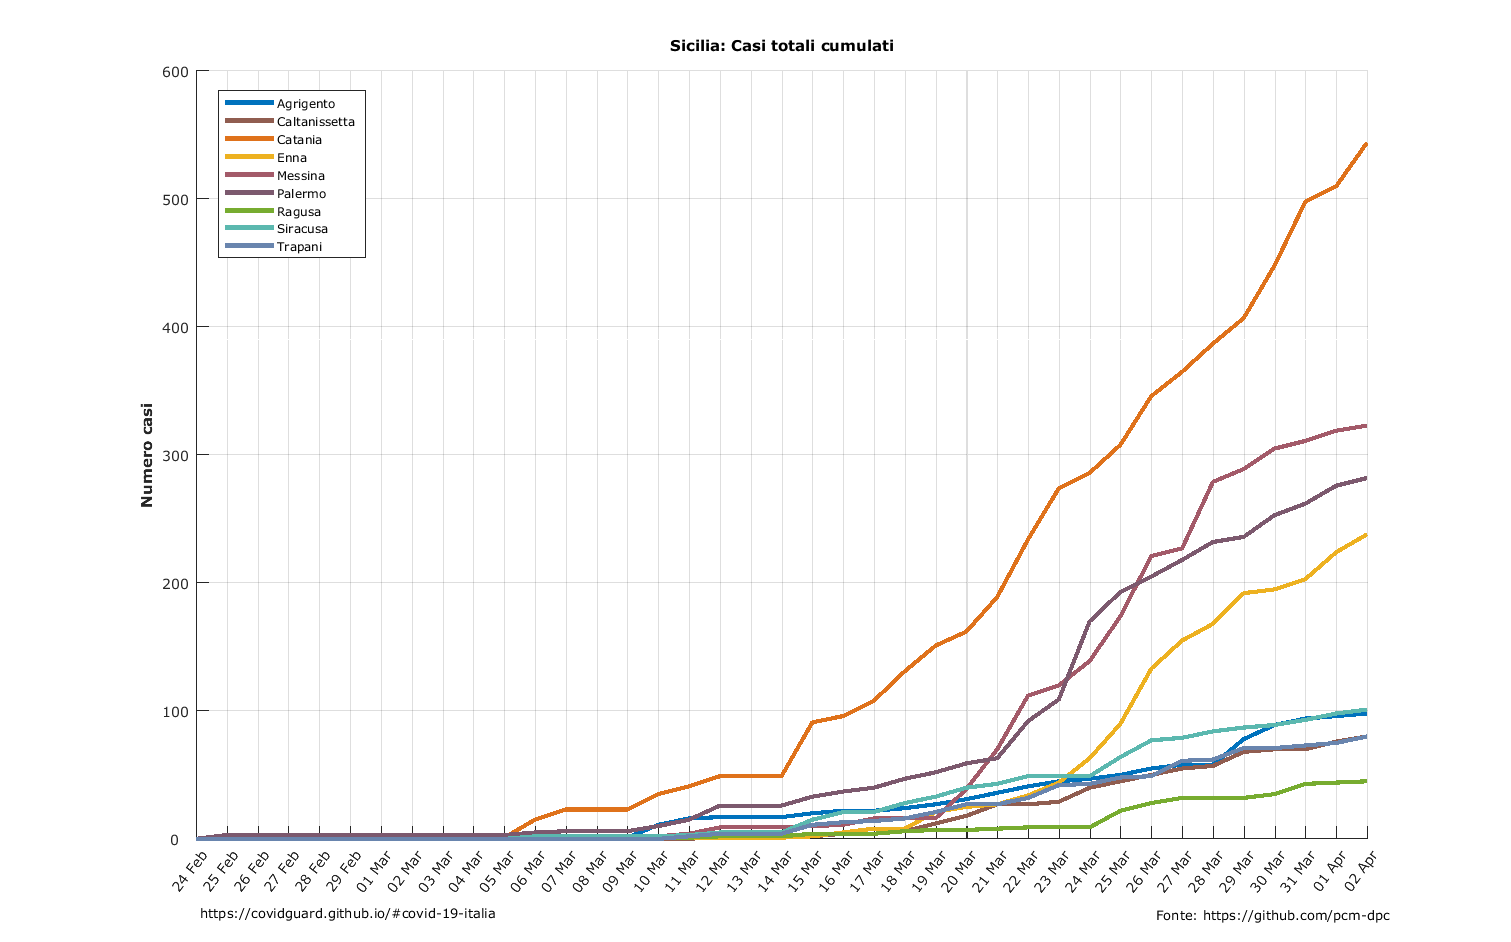 Sicilia: Casi totali cumulati
600
500
400
300
200
100
0
Numero casi
Agrigento
Caltanissetta
Catania
Enna
Messina
Palermo
Ragusa
Siracusa
Trapani
24 Feb
25 Feb
26 Feb
27 Feb
28 Feb
29 Feb
01 Mar
02 Mar
03 Mar
04 Mar
05 Mar
06 Mar
07 Mar
08 Mar
09 Mar
10 Mar
11 Mar
12 Mar
13 Mar
14 Mar
15 Mar
16 Mar
17 Mar
18 Mar
19 Mar
20 Mar
21 Mar
22 Mar
23 Mar
24 Mar
25 Mar
26 Mar
27 Mar
28 Mar
29 Mar
30 Mar
31 Mar
01 Apr
02 Apr
https://covidguard.github.io/#covid-19-italia
Fonte: https://github.com/pcm-dpc